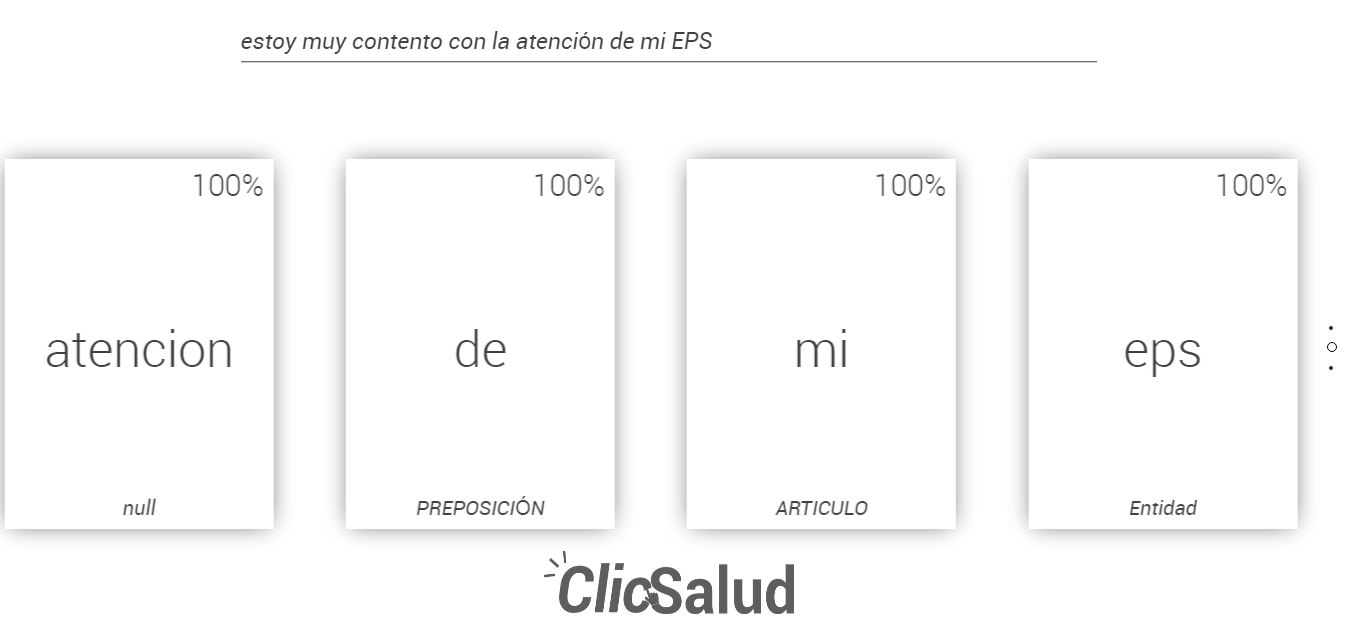 estoy muy contento con la atención de mi EPS
100%
100%
100%
100%
atencion
de
mi
eps
null
PREPOSICIÓN
ARTICULO
Entidad
ClicSalud